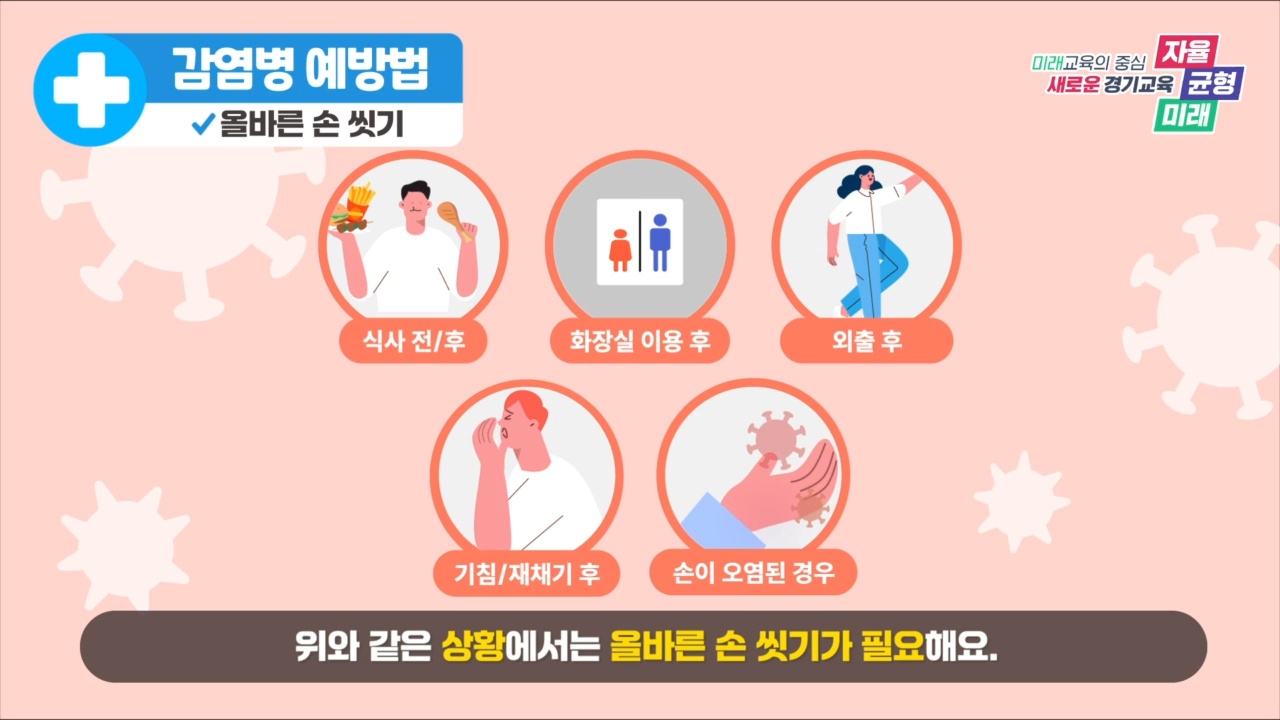 감염병 예방법
올바른 손 씻기
미래교육의 중심
새로운 경기교육
자율
균형
미래
식사 전/후
화장실 이용 후
외출 후
기침/재채기 후
손이 오염된 경우
위와 같은 상황에서는 올바른 손 씻기가 필요해요.